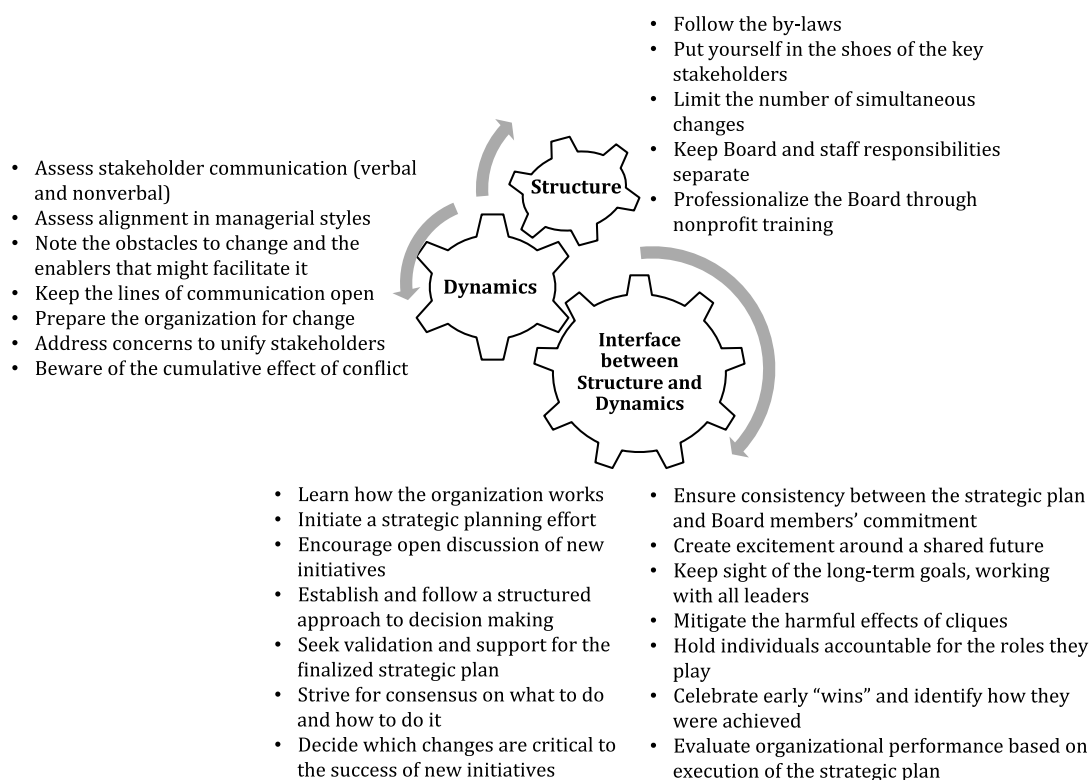 • Follow the by-laws
• Put yourself in the shoes of the key
stakeholders
• Limit the number of simultaneous
changes
• Keep Board and staff responsibilities
separate
• Professionalize the Board through
nonprofit training
Structure
• Assess stakeholder communication (verbal
and nonverbal)
• Assess alignment in managerial styles
• Note the obstacles to change and the
enablers that might facilitate it
• Keep the lines of communication open
• Prepare the organization for change
• Address concerns to unify stakeholders
• Beware of the cumulative effect of conflict
Dynamics
Interface
between
Structure and
Dynamics
• Learn how the organization works
• Initiate a strategic planning effort
• Encourage open discussion of new
initiatives
• Establish and follow a structured
approach to decision making
• Seek validation and support for the
finalized strategic plan
• Strive for consensus on what to do
and how to do it
• Decide which changes are critical to
the success of new initiatives
• Ensure consistency between the strategic plan
and Board members’ commitment
• Create excitement around a shared future
• Keep sight of the long-term goals, working
with all leaders
• Mitigate the harmful effects of cliques
• Hold individuals accountable for the roles they
play
• Celebrate early “wins” and identify how they
were achieved
• Evaluate organizational performance based on
execution of the strategic plan